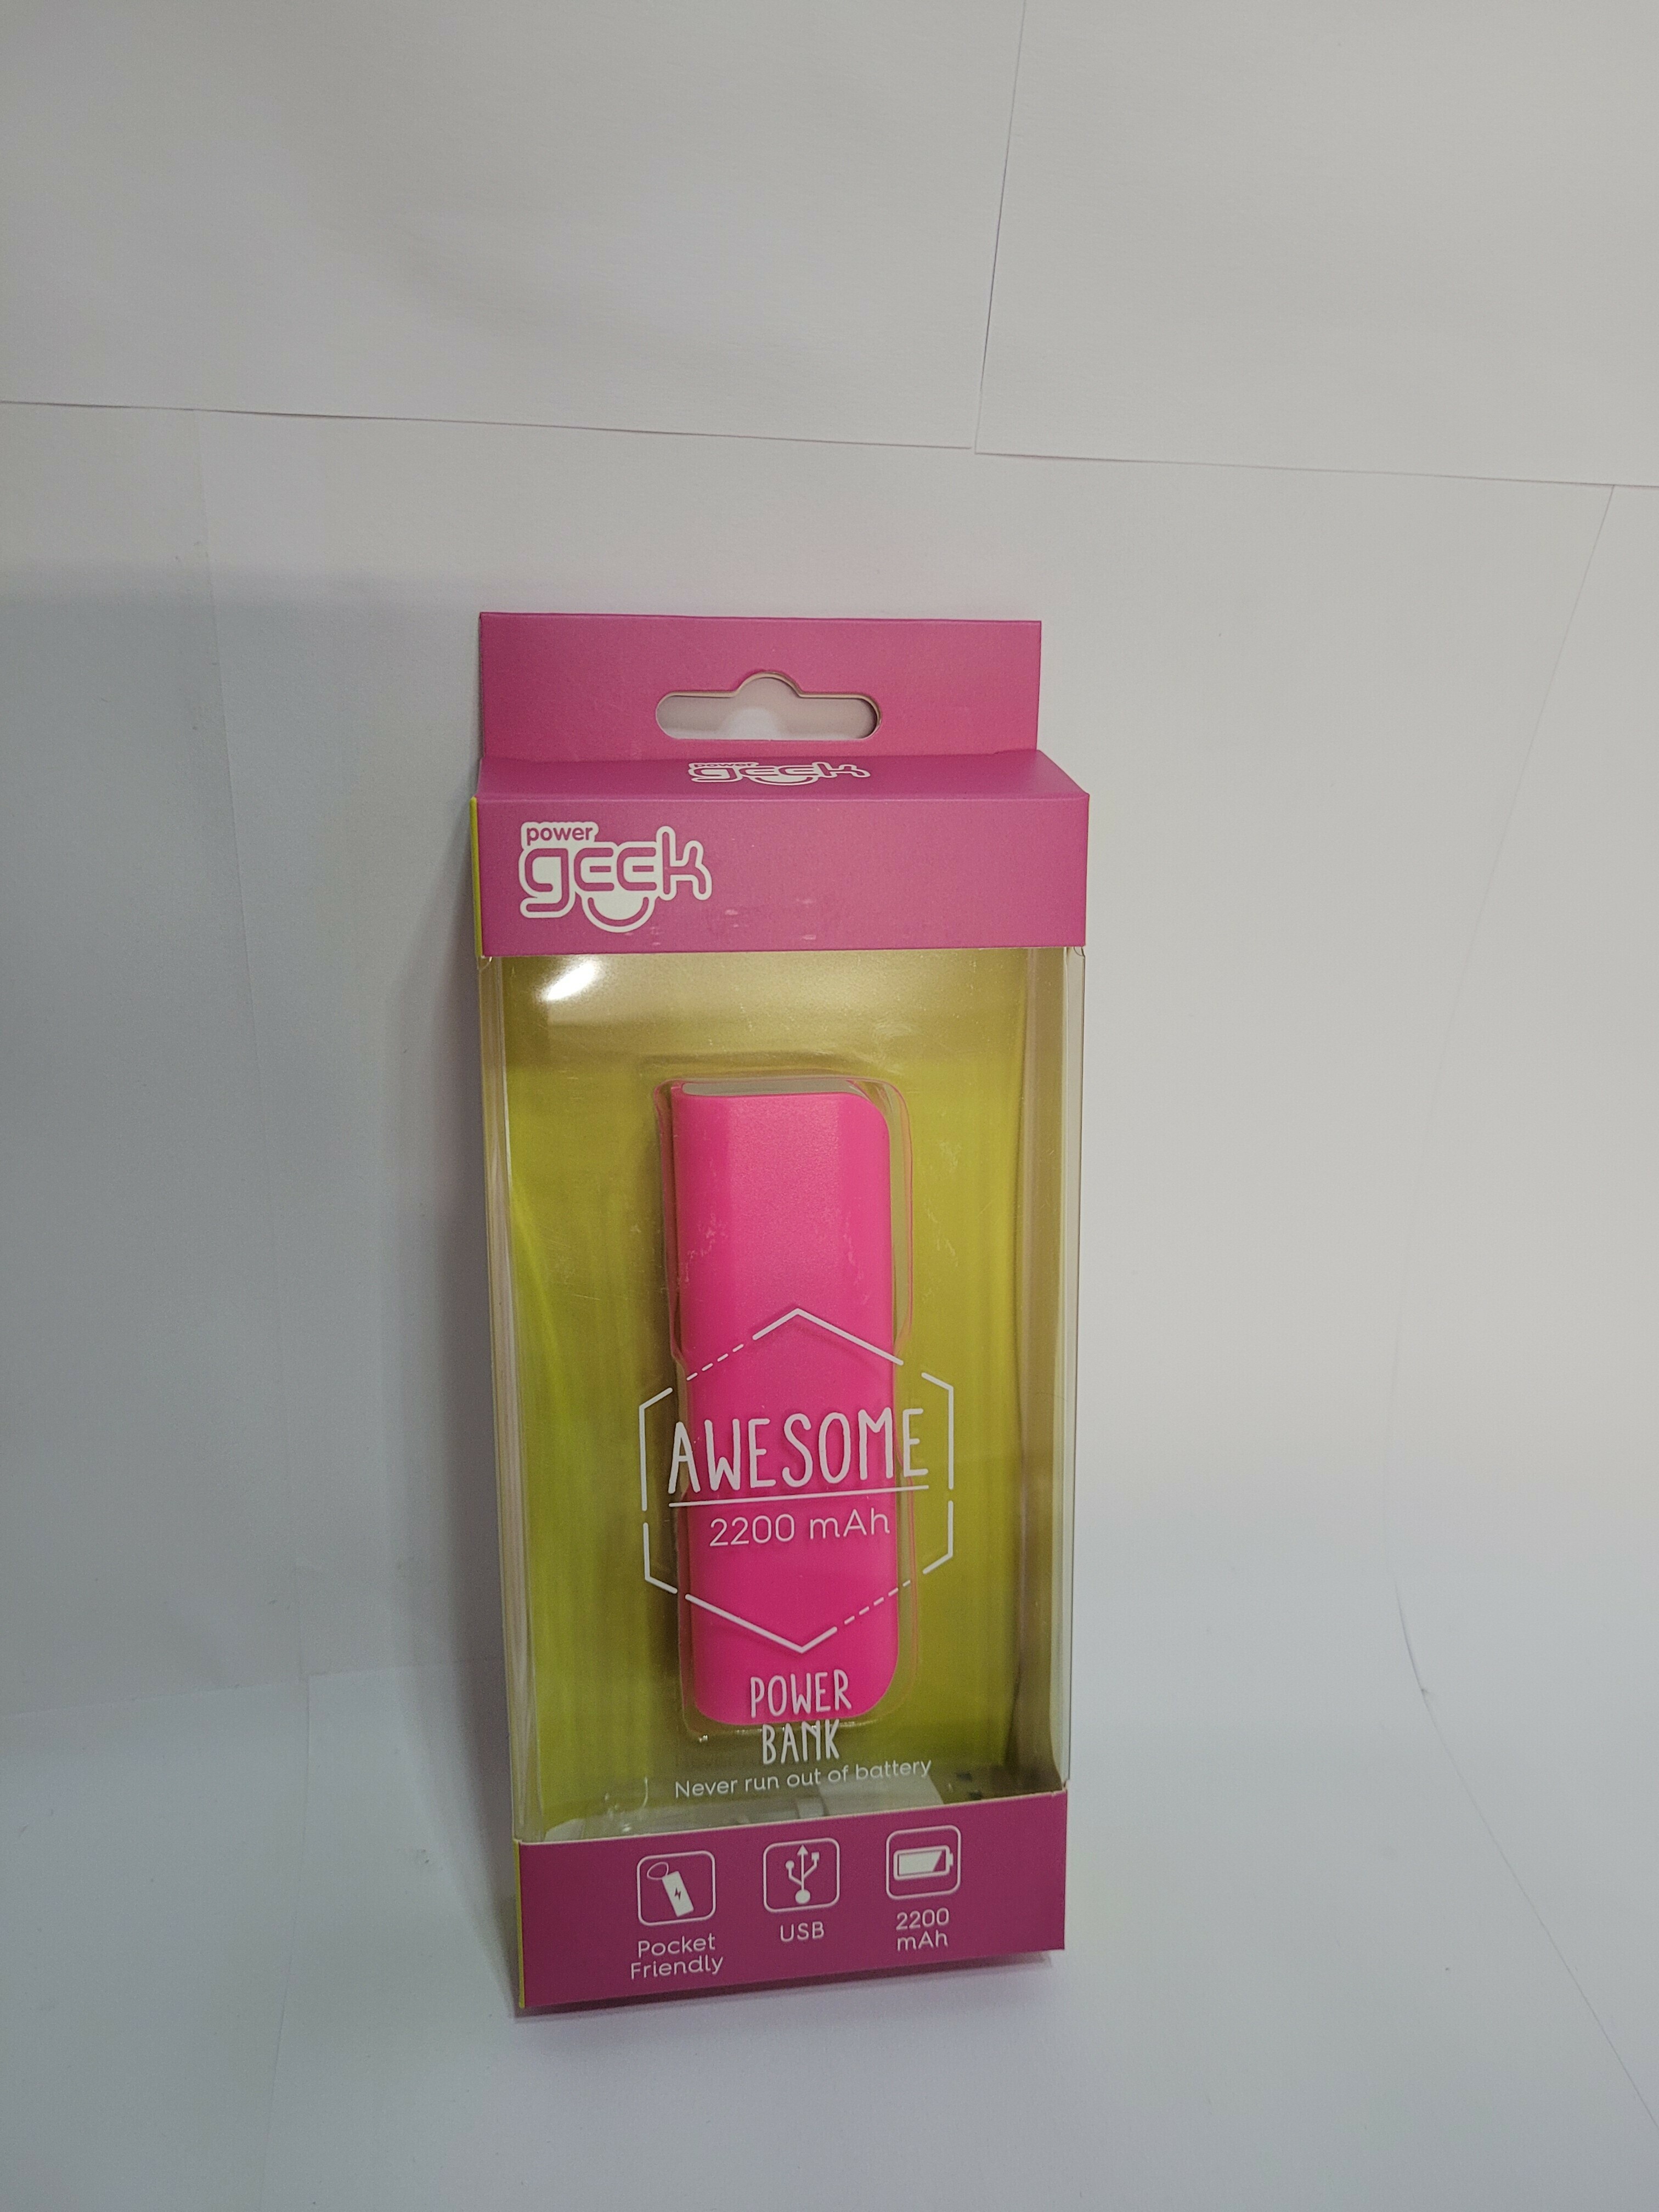 power
geek
power
geek
AWESOME
2200 mAh
POWER
BANK
Never run out of battery
Pocket
Friendly
USB
2200
mAh